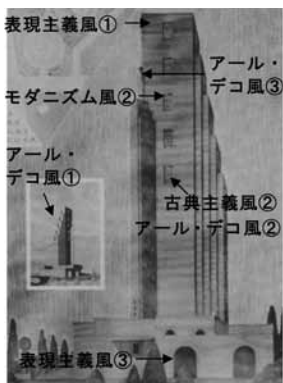 表現主義風①
アール・
デコ風③
モダニズム風②
アール・
デコ風①
古典主義風②
アール・デコ風②
表現主義風③